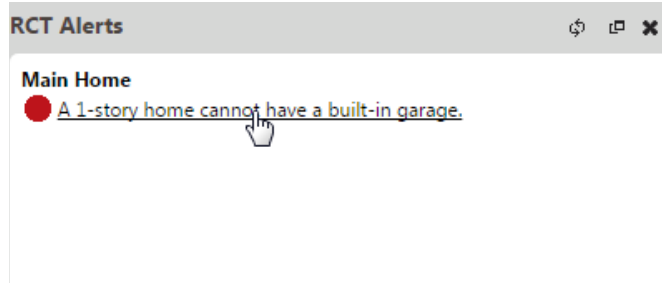 RCT Alerts
Main Home
A 1-story home cannot have a built-in garage.